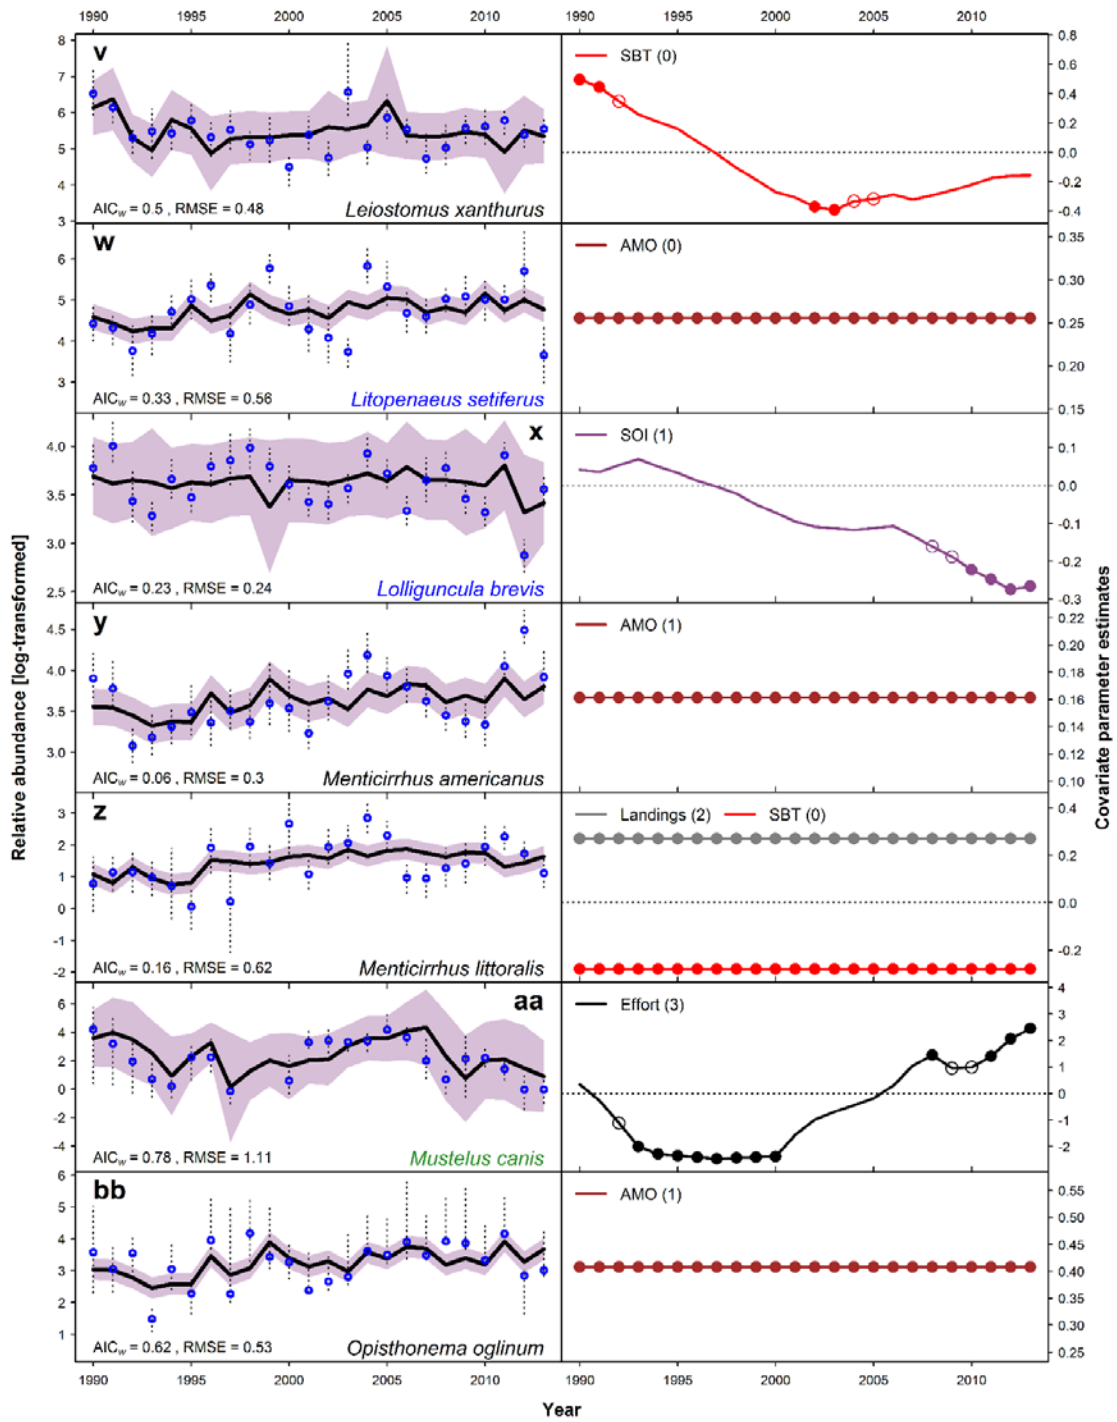 1990 1995 2000 2005 2010 1990 1995 2000 2005 2010
v
8
7
6
5
4
3
AICw = 0.5 , RMSE = 0.48
Leiostomus xanthurus
SBT (0)
0.8
0.6
0.4
0.2
0.0
-0.2
-0.4
w
6
5
4
3
AICw = 0.33 , RMSE = 0.56
Litopenaeus setiferus
AMO (0)
0.35
0.30
0.25
0.20
0.15
x
4.0
3.5
3.0
2.5
AICw = 0.23 , RMSE = 0.24
Lolliguncula brevis
SOI (1)
0.1
0.0
-0.1
-0.2
-0.3
y
4.5
4.0
3.5
3.0
AICw = 0.06 , RMSE = 0.3
Menticirrhus americanus
AMO (1)
0.22
0.20
0.18
0.16
0.14
0.12
0.10
z
3
2
1
0
-1
-2
AICw = 0.16 , RMSE = 0.62
Menticirrhus littoralis
Landings (2) SBT (0)
0.4
0.2
0.0
-0.2
aa
6
4
2
0
-2
-4
AICw = 0.78 , RMSE = 1.11
Mustelus canis
Effort (3)
4
3
2
1
0
-1
-2
bb
6
5
4
3
2
1
AICw = 0.62 , RMSE = 0.53
Opisthonema oglinum
AMO (1)
0.55
0.50
0.45
0.40
0.35
0.30
0.25
1990 1995 2000 2005 2010 1990 1995 2000 2005 2010
Year
Relative abundance [log-transformed]
Covariate parameter estimates